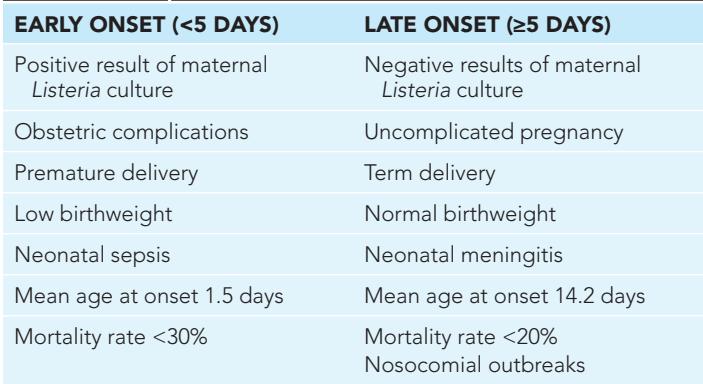 EARLY ONSET (<5 DAYS) LATE ONSET (≥5 DAYS)
Positive result of maternal Negative results of maternal
Listeria culture Listeria culture
Obstetric complications Uncomplicated pregnancy
Premature delivery Term delivery
Low birthweight Normal birthweight
Neonatal sepsis Neonatal meningitis
Mean age at onset 1.5 days Mean age at onset 14.2 days
Mortality rate <30% Mortality rate <20%
Nosocomial outbreaks